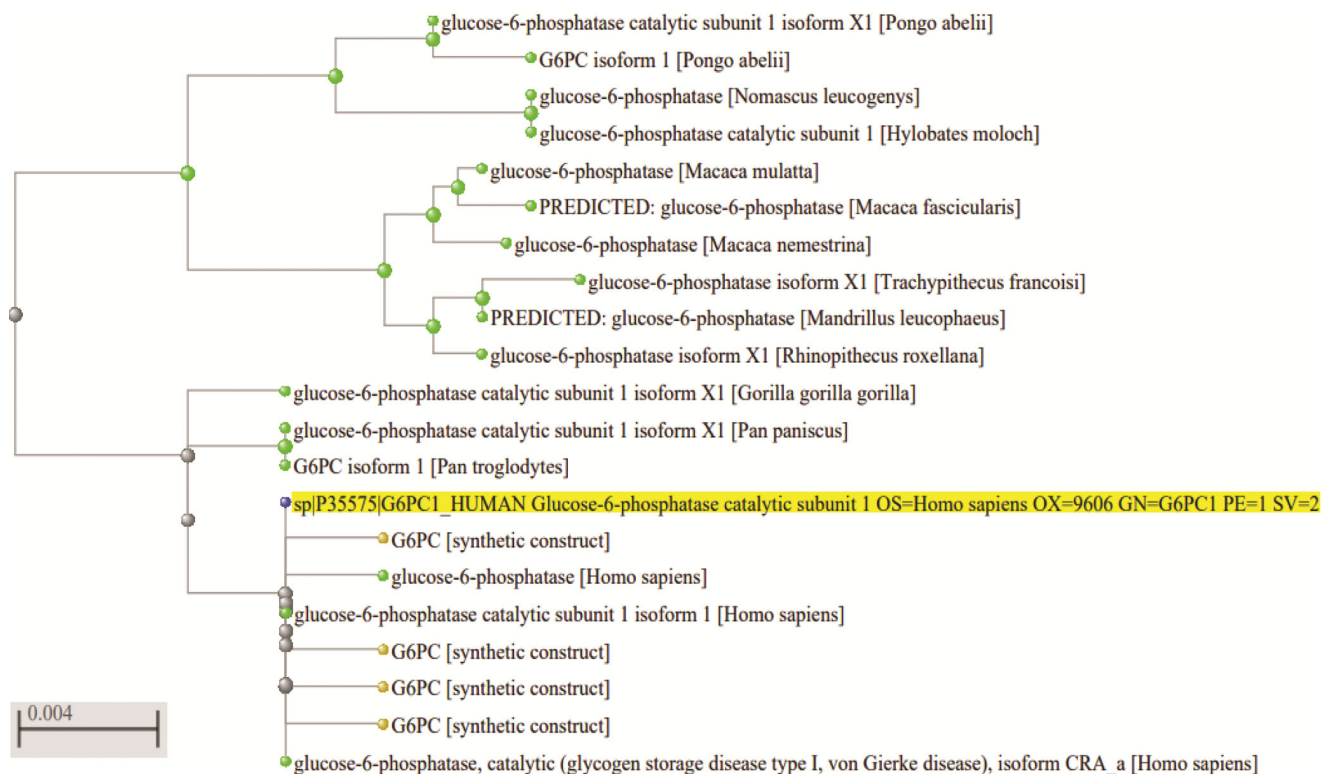 glucose-6-phosphatase catalytic subunit 1 isoform X1 [Pongo abelii]
G6PC isoform 1 [Pongo abelii]
glucose-6-phosphatase [Nomascus leucogenys]
glucose-6-phosphatase catalytic subunit 1 [Hylobates moloch]
glucose-6-phosphatase [Macaca mulatta]
PREDICTED: glucose-6-phosphatase [Macaca fascicularis]
glucose-6-phosphatase [Macaca nemestrina]
glucose-6-phosphatase isoform X1 [Trachypithecus francoisi]
PREDICTED: glucose-6-phosphatase [Mandrillus leucophaeus]
glucose-6-phosphatase isoform X1 [Rhinopithecus roxellana]
glucose-6-phosphatase catalytic subunit 1 isoform X1 [Gorilla gorilla gorilla]
glucose-6-phosphatase catalytic subunit 1 isoform X1 [Pan paniscus]
G6PC isoform 1 [Pan troglodytes]
sp|P35575|G6PC1_HUMAN Glucose-6-phosphatase catalytic subunit 1 OS=Homo sapiens OX=9606 GN=G6PC1 PE=1 SV=2
G6PC [synthetic construct]
glucose-6-phosphatase [Homo sapiens]
glucose-6-phosphatase catalytic subunit 1 isoform 1 [Homo sapiens]
G6PC [synthetic construct]
G6PC [synthetic construct]
G6PC [synthetic construct]
glucose-6-phosphatase, catalytic (glycogen storage disease type I, von Gierke disease), isoform CRA_a [Homo sapiens]
0.004